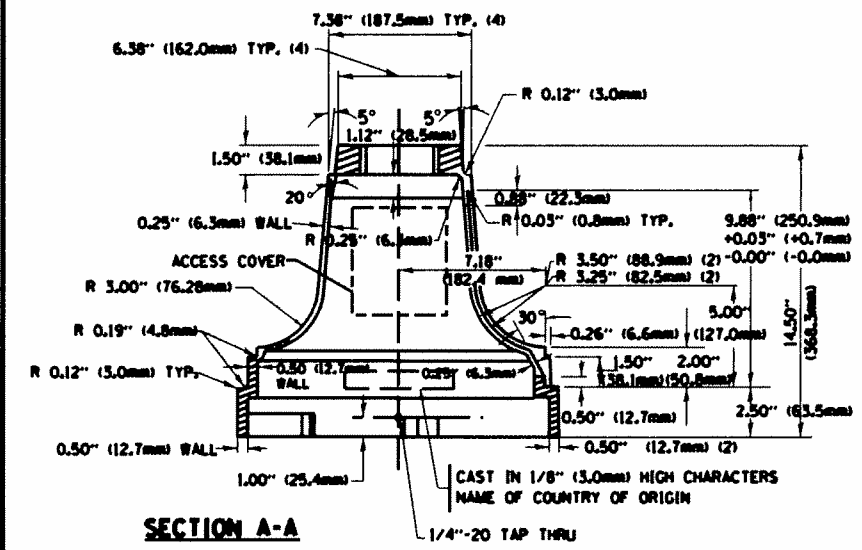 7.38" (187.5mm) TYP. (4)
6.38" (162.0mm) TYP. (4)
R 0.12" (3.0mm)
5°
5°
1.12" (28.5mm)
1.50" (38.1mm)
20°
0.88" (22.3mm)
0.25" (6.3mm) WALL
R 0.03" (0.8mm) TYP.
9.88" (250.9mm)
+0.03" (+0.7mm)
-0.00" (-0.0mm)
R 0.25" (6.3mm)
ACCESS COVER
7.18"
(182.4 mm)
R 3.50" (88.9mm) (2)
R 3.25" (82.5mm) (2)
R 3.00" (76.28mm)
5.00"
(127.0mm)
14.50"
(368.3mm)
30°
0.26" (6.6mm)
R 0.19" (4.8mm)
R 0.12" (3.0mm) TYP.
0.50 (12.7mm)
WALL
0.25" (6.3mm)
1.50"
(38.1mm)
2.00"
(50.8mm)
0.50" (12.7mm)
2.50" (63.5mm)
0.50" (12.7mm) WALL
0.50" (12.7mm) (2)
1.00" (25.4mm)
CAST IN 1/8" (3.0mm) HIGH CHARACTERS
NAME OF COUNTRY OF ORIGIN
SECTION A-A
1/4"-20 TAP THRU